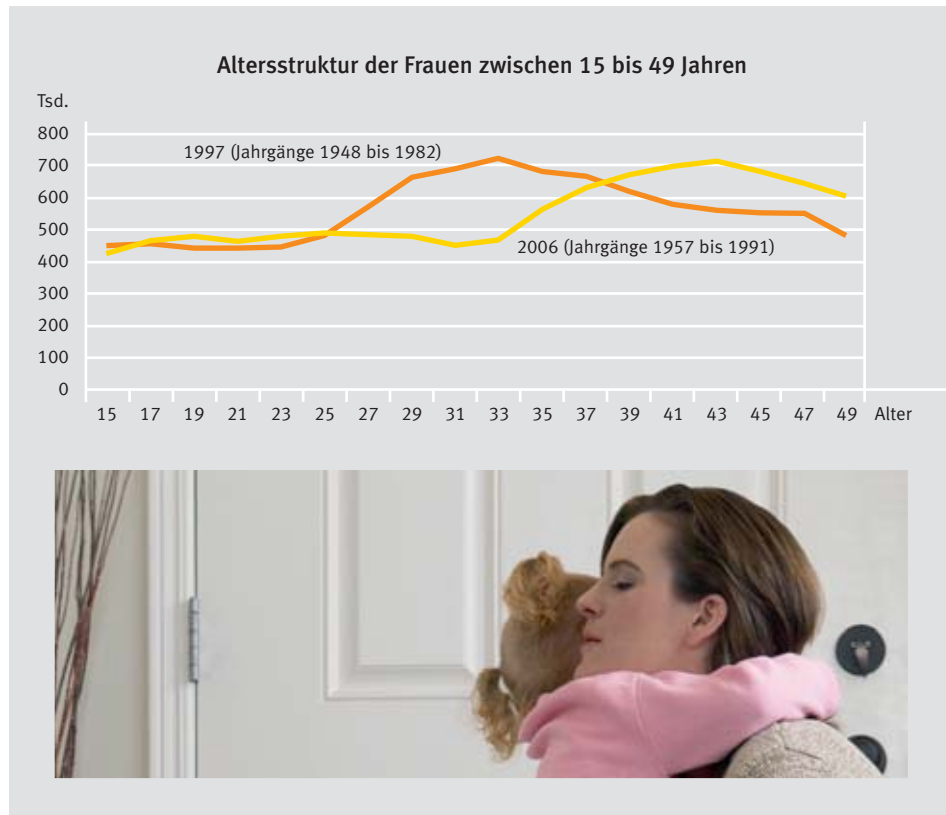 Altersstruktur der Frauen zwischen 15 bis 49 Jahren
Tsd.
800
1997 (Jahrgänge 1948 bis 1982)
700
600
500
2006 (Jahrgänge 1957 bis 1991)
400
300
200
100
0
15 17 19 21 23 25 27 29 31 33 35 37 39 41 43 45 47 49 Alter